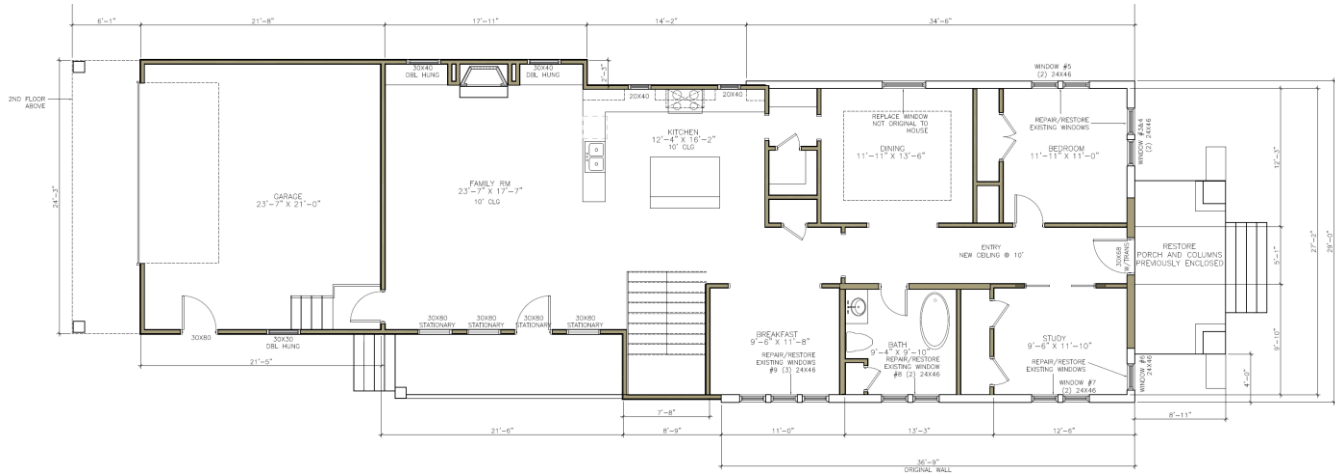 6'-1"
21'-8"
17'-11"
14'-2"
34'-6"
2ND FLOOR
ABOVE
24'-3"
30X40
DBL HUNG
30X40
DBL HUNG
2'-3"
20X40
20X40
WINDOW #5
(2) 24X46
REPLACE WINDOW
NOT ORIGINAL TO
HOUSE
REPAIR/RESTORE
EXISTING WINDOWS
WINDOW #3&4
(2) 24X46
KITCHEN
12'-4" X 16'-2"
10' CLG
DINING
11'-11" X 13'-6"
BEDROOM
11'-11" X 11'-0"
12'-3"
FAMILY RM
23'-7" X 17'-7"
10' CLG
GARAGE
23'-7" X 21'-0"
ENTRY
NEW CEILING @ 10'
30X68
W/TRANS
RESTORE
PORCH AND COLUMNS
PREVIOUSLY ENCLOSED
5'-1"
27'-2"
29'-0"
30X80
30X30
DBL HUNG
30X80
STATIONARY
30X80
STATIONARY
30X80
STATIONARY
30X80
STATIONARY
BREAKFAST
9'-6" X 11'-8"
REPAIR/RESTORE
EXISTING WINDOWS
#9 (3) 24X46
BATH
9'-4" X 9'-10"
REPAIR/RESTORE
EXISTING WINDOW
#8 (2) 24X46
STUDY
9'-6" X 11'-10"
REPAIR/RESTORE
EXISTING WINDOWS
WINDOW #7
(2) 24X46
WINDOW #6
24X46
9'-10"
4'-0"
21'-5"
7'-8"
8'-11"
21'-6"
8'-9"
11'-0"
13'-3"
12'-6"
36'-9"
ORIGINAL WALL